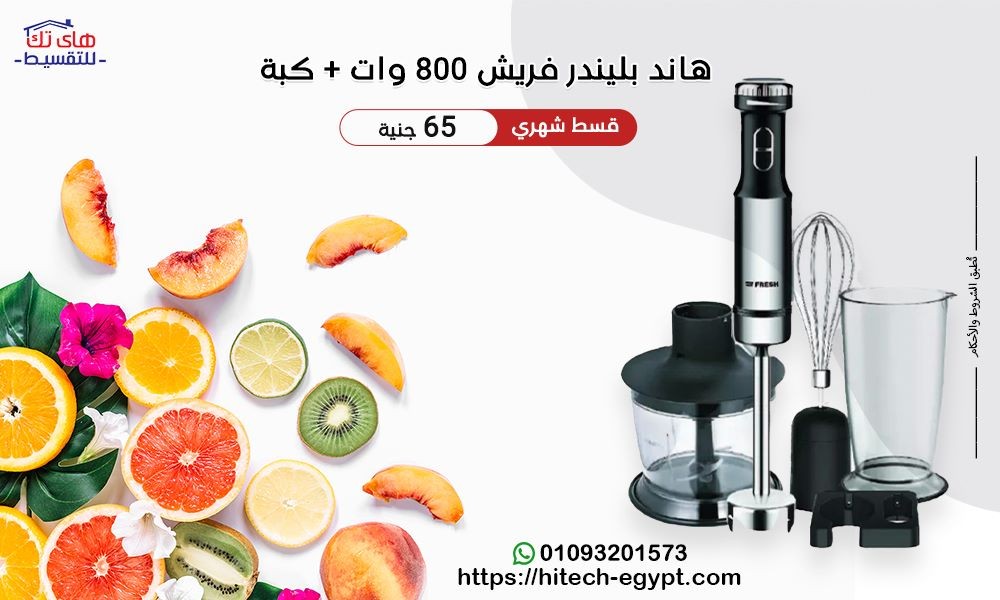 هاى تك
-للتقسيط-
هاند بليندر فريش 800 وات + كبة
قسط شهري 65 جنية
FRESH
تُطبق الشروط والأحكام
01093201573
https://hitech-egypt.com